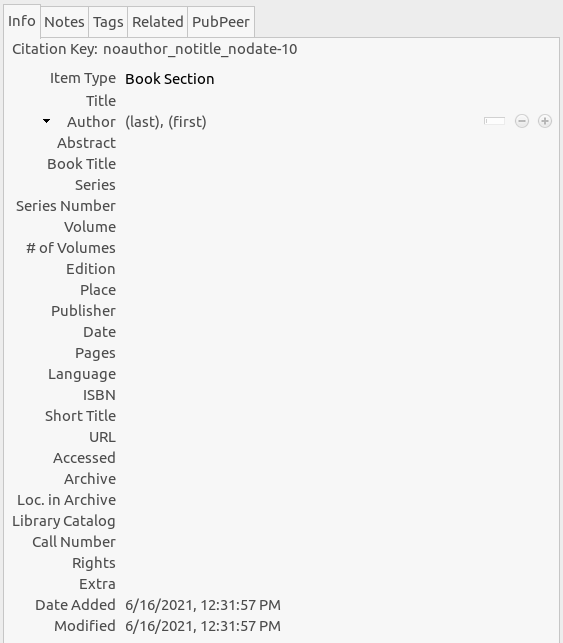 Info Notes Tags Related PubPeer
Citation Key: noauthor_notitle_nodate-10
Item Type Book Section
Title
Author (last), (first)
Abstract
Book Title
Series
Series Number
Volume
# of Volumes
Edition
Place
Publisher
Date
Pages
Language
ISBN
Short Title
URL
Accessed
Archive
Loc. in Archive
Library Catalog
Call Number
Rights
Extra
Date Added 6/16/2021, 12:31:57 PM
Modified 6/16/2021, 12:31:57 PM